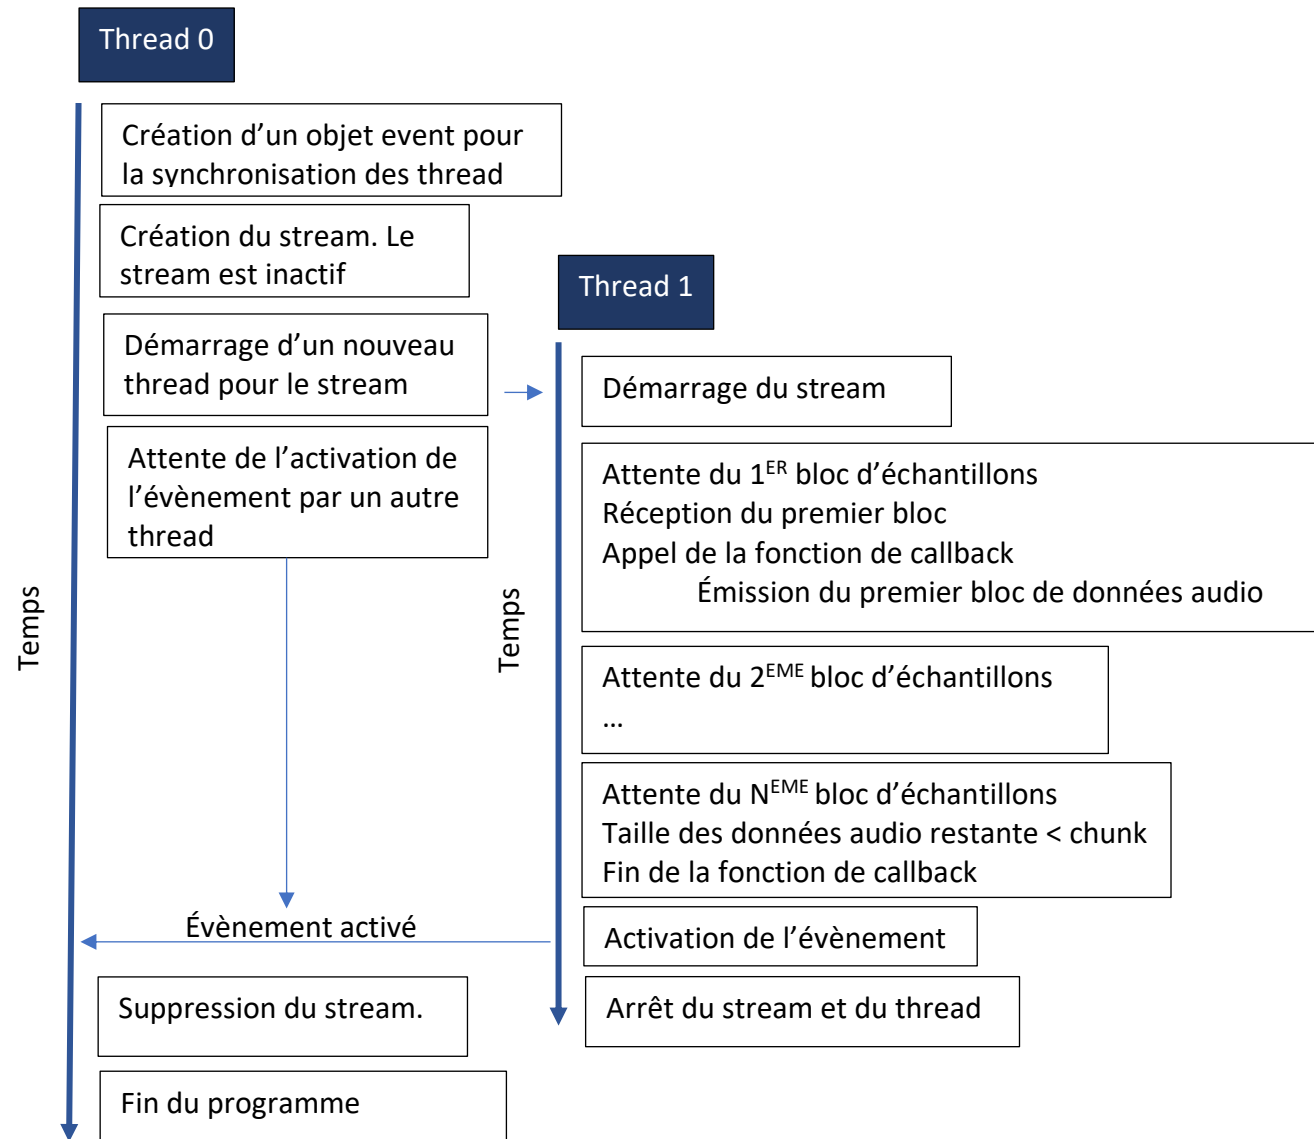 Thread 0
Création d’un objet event pour
la synchronisation des thread
Création du stream. Le
stream est inactif
Démarrage d’un nouveau
thread pour le stream
Attente de l’activation de
l’évènement par un autre
thread
Temps
Évènement activé
Suppression du stream.
Fin du programme
Thread 1
Démarrage du stream
Attente du 1ER bloc d’échantillons
Réception du premier bloc
Appel de la fonction de callback
Émission du premier bloc de données audio
Temps
Attente du 2EME bloc d’échantillons
…
Attente du NEME bloc d’échantillons
Taille des données audio restante < chunk
Fin de la fonction de callback
Activation de l’évènement
Arrêt du stream et du thread